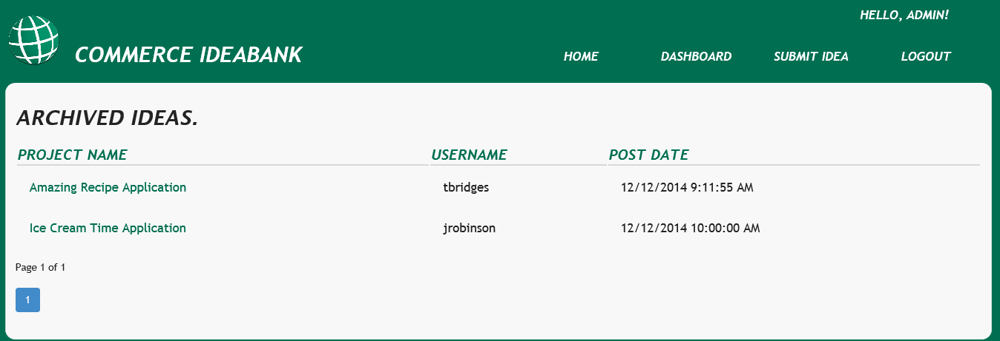 HELLO, ADMIN!
COMMERCE IDEABANK
HOME DASHBOARD SUBMIT IDEA LOGOUT
ARCHIVED IDEAS.
PROJECT NAME USERNAME POST DATE
Amazing Recipe Application tbridges 12/12/2014 9:11:55 AM
Ice Cream Time Application jrobinson 12/12/2014 10:00:00 AM
Page 1 of 1
1